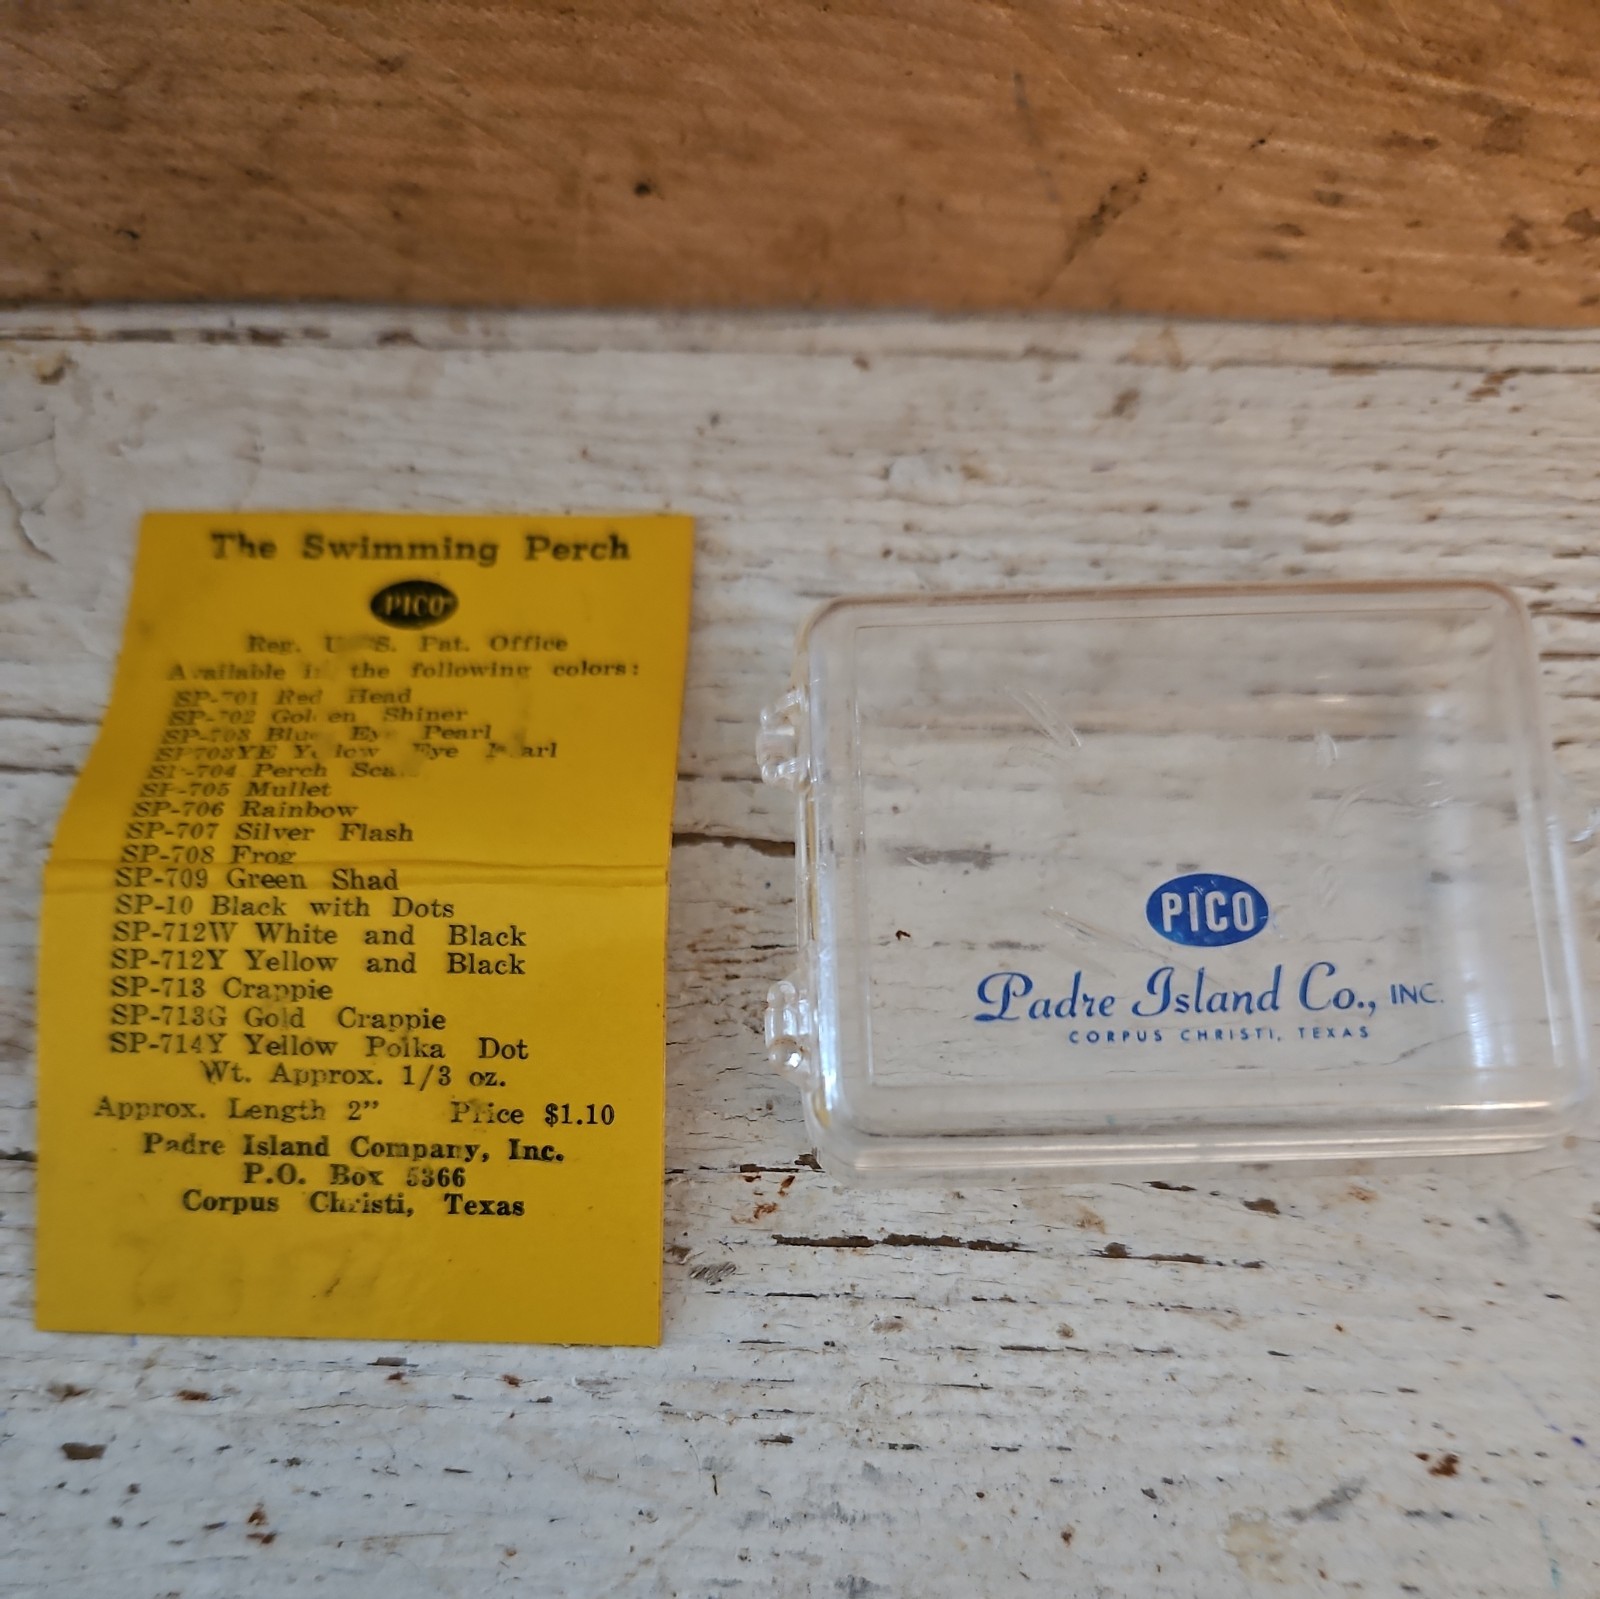 The Swimming Perch
PICO
Reg. U. S. Pat. Office
Available in the following colors:
SP-701 Red Head
SP-702 Golden Shiner
SP-703 Blue Eye Pearl
SP703YE Yellow Eye Pearl
SP-704 Perch
SP-705 Mullet
SP-706 Rainbow
SP-707 Silver Flash
SP-708 Frog
SP-709 Green Shad
SP-10 Black with Dots
SP-712W White and Black
SP-712Y Yellow and Black
SP-713 Crappie
SP-713G Gold Crappie
SP-714Y Yellow Polka Dot
Wt. Approx. 1/3 oz.
Approx. Length 2” Price $1.10
Padre Island Company, Inc.
P.O. Box 5366
Corpus Christi, Texas
PICO
Padre Island Co., INC.
CORPUS CHRISTI, TEXAS